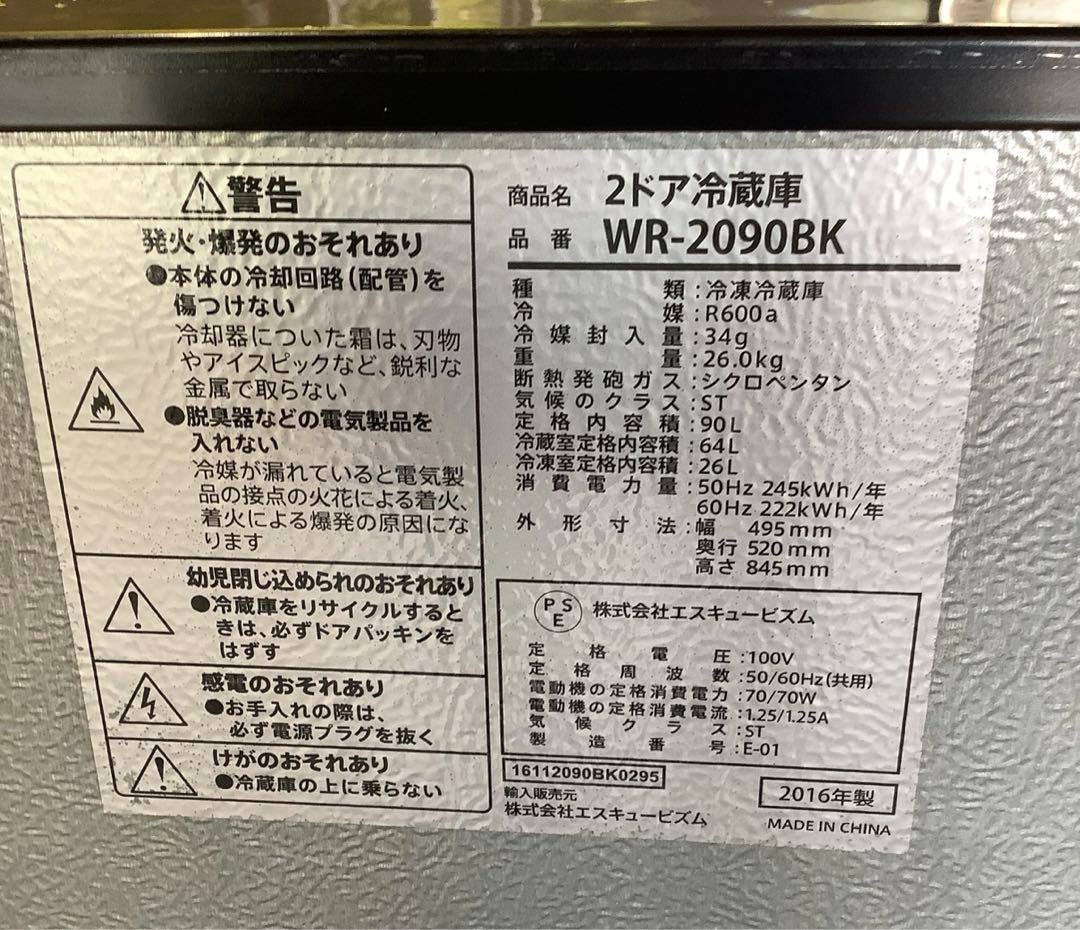 警告
発火・爆発のおそれあり
●本体の冷却回路(配管)を
傷つけない
冷却器についた霜は、刃物
やアイスピックなど、鋭利な
金属で取らない
●脱臭器などの電気製品を
入れない
冷媒が漏れていると電気製
品の接点の火花による着火、
着火による爆発の原因にな
ります
幼児閉じ込められのおそれあり
●冷蔵庫をリサイクルすると
きは、必ずドアパッキンを
はずす
感電のおそれあり
●お手入れの際は、
必ず電源プラグを抜く
けがのおそれあり
●冷蔵庫の上に乗らない
商品名 2ドア冷蔵庫
品番 WR-2090BK
種類:冷凍冷蔵庫
冷媒:R600a
冷媒封入量:34g
重量:26.0kg
断熱発砲ガス:シクロペンタン
気候のクラス:ST
定格内容積:90L
冷蔵室定格内容積:64L
冷凍室定格内容積:26L
消費電力量:50Hz 245kWh/年
60Hz 222kWh/年
外形寸法:幅 495mm
奥行 520mm
高さ 845mm
PSE 株式会社エスキュービズム
定格電圧:100V
定格周波数:50/60Hz(共用)
電動機の定格消費電力:70/70W
電動機の定格消費電流:1.25/1.25A
気候クラス:ST
製造番号:E-01
16112090BK0295
輸入販売元
株式会社エスキュービズム
2016年製
MADE IN CHINA